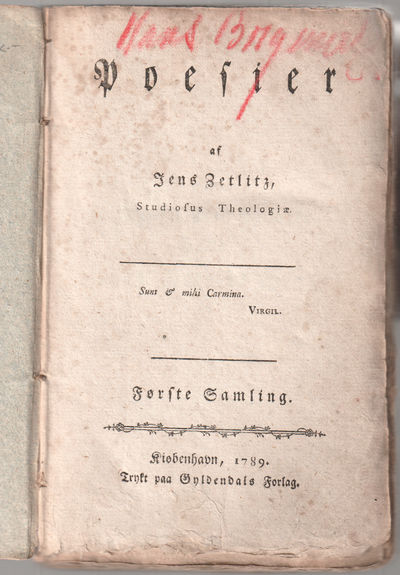 Poesier
af
Jens Zetlitz,
Studiosus Theologiæ.
Sunt & mihi Carmina.
VIRGIL.
Første Samling.
Kiøbenhavn, 1789.
Trykt paa Gyldendals Forlag.